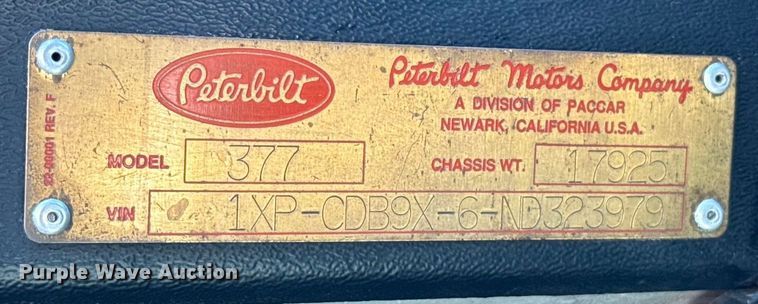 Peterbilt
Peterbilt Motors Company
A DIVISION OF PACCAR
NEWARK, CALIFORNIA U.S.A.
MODEL 377 CHASSIS WT. 17925
VIN 1XP-CDB9X-6-ND323979
Purple Wave Auction